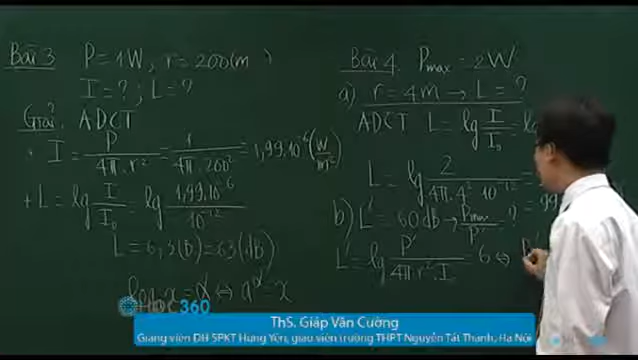 Bài 3 P = 1W, r = 200(m)
I = ? ; L = ?
Giải: ADCT
• I = P / 4π.r² = 1 / 4π.200² = 1,99.10⁻⁶ (W/m²)
+ L = lg I/I₀ = lg 1,99.10⁻⁶ / 10⁻¹²
L = 6,3(B) = 63(dB)
x = α ⇔ a^α = x
Bài 4. Pmax = 2W
a) r = 4m → L = ?
ADCT L = lg I/I₀ = lg
L = lg 2 / 4π.4².10⁻¹² =
= 99
b) L' = 60dB → Pmax/P' = ?
L' = lg P' / 4π.r².I = 6 ⇔
360
ThS. Giáp Văn Cường
Giảng viên ĐH SPKT Hưng Yên, giáo viên trường THPT Nguyễn Tất Thành, Hà Nội